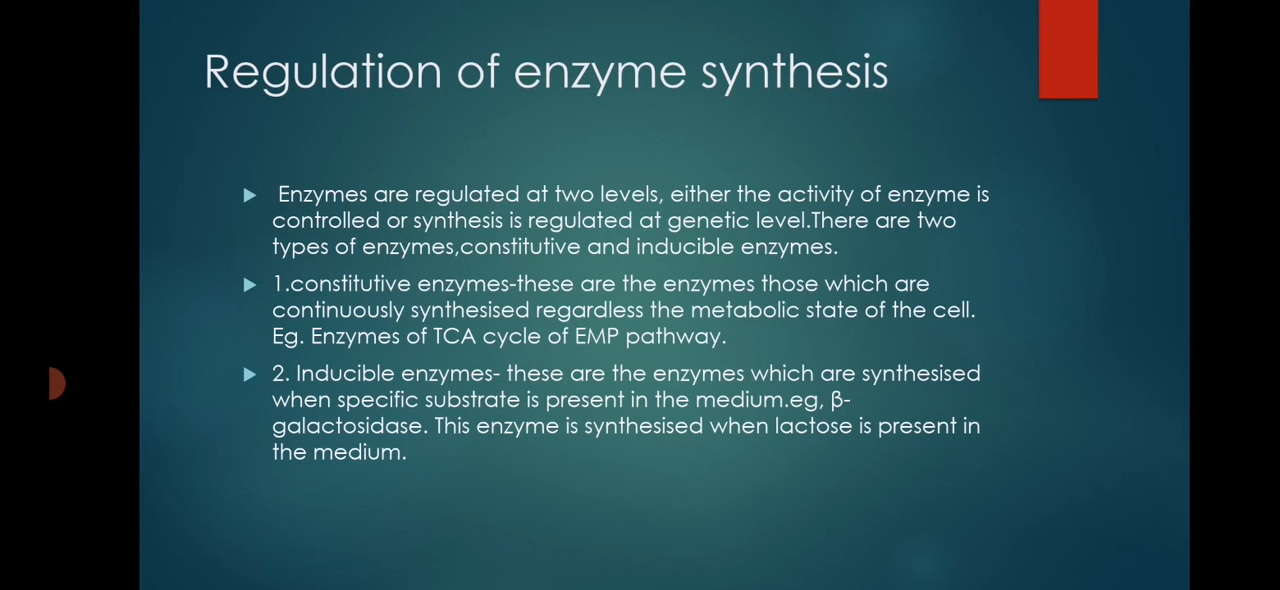 Regulation of enzyme synthesis
Enzymes are regulated at two levels, either the activity of enzyme is
controlled or synthesis is regulated at genetic level.There are two
types of enzymes,constitutive and inducible enzymes.
1.constitutive enzymes-these are the enzymes those which are
continuously synthesised regardless the metabolic state of the cell.
Eg. Enzymes of TCA cycle of EMP pathway.
2. Inducible enzymes- these are the enzymes which are synthesised
when specific substrate is present in the medium.eg, β-
galactosidase. This enzyme is synthesised when lactose is present in
the medium.